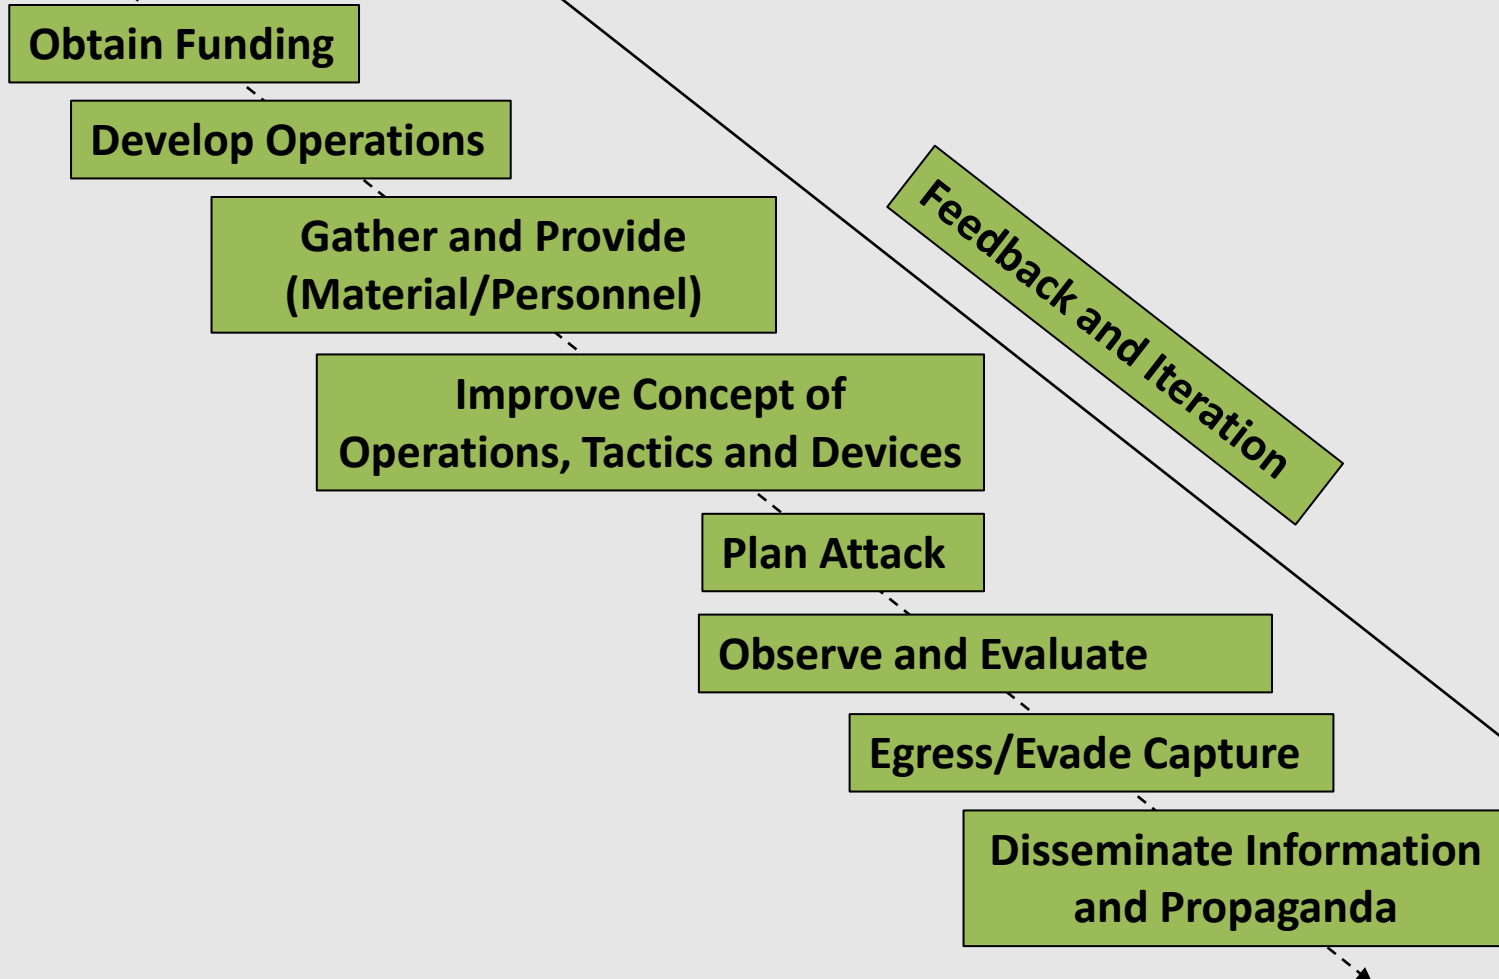 Obtain Funding
Develop Operations
Gather and Provide
(Material/Personnel)
Feedback and Iteration
Improve Concept of
Operations, Tactics and Devices
Plan Attack
Observe and Evaluate
Egress/Evade Capture
Disseminate Information
and Propaganda